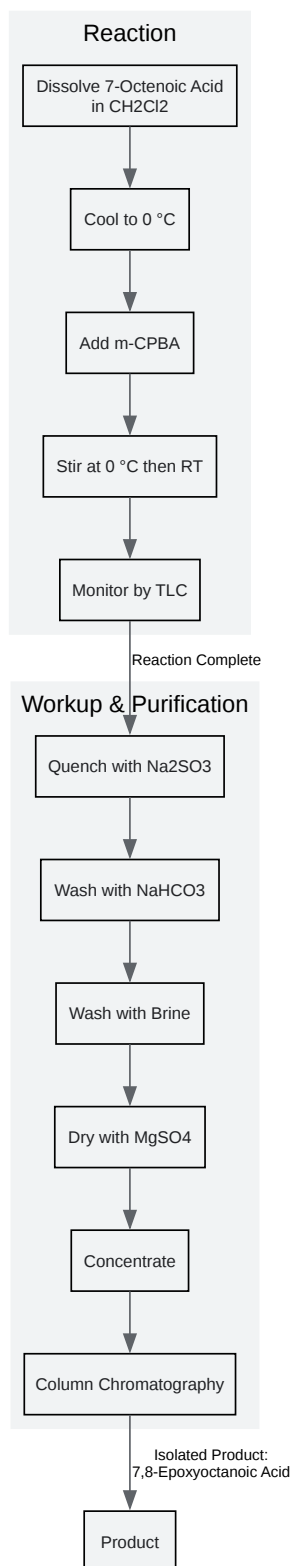 Reaction
Dissolve 7-Octenoic Acid
in CH2Cl2
Cool to 0 °C
Add m-CPBA
Stir at 0 °C then RT
Monitor by TLC
Reaction Complete
Workup & Purification
Quench with Na2SO3
Wash with NaHCO3
Wash with Brine
Dry with MgSO4
Concentrate
Column Chromatography
Isolated Product:
7,8-Epoxyoctanoic Acid
Product